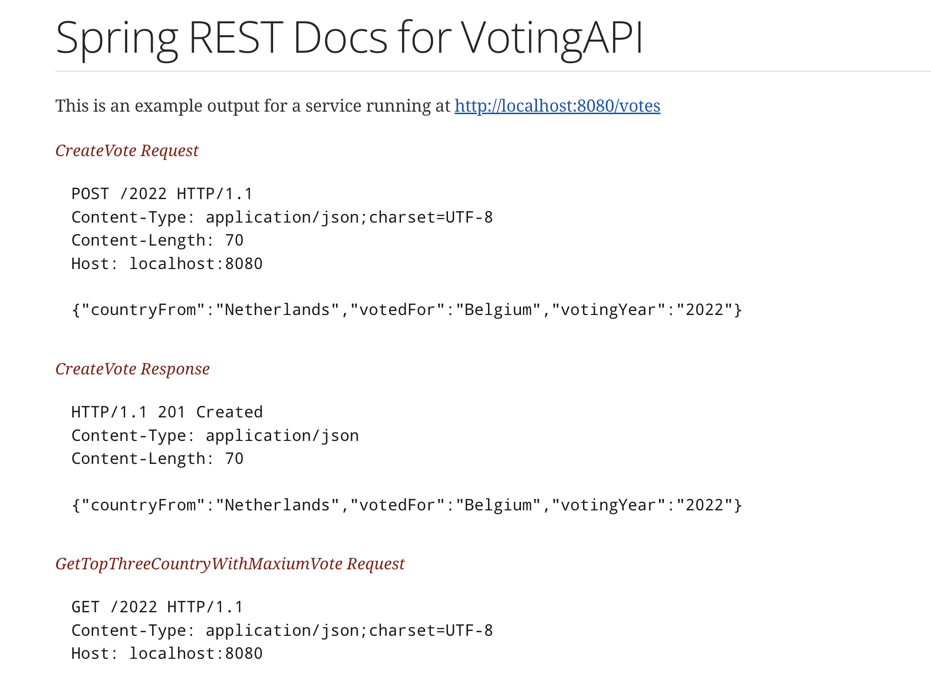 Spring REST Docs for VotingAPI
This is an example output for a service running at http://localhost:8080/votes
CreateVote Request
POST /2022 HTTP/1.1
Content-Type: application/json;charset=UTF-8
Content-Length: 70
Host: localhost:8080
{"countryFrom":"Netherlands","votedFor":"Belgium","votingYear":"2022"}
CreateVote Response
HTTP/1.1 201 Created
Content-Type: application/json
Content-Length: 70
{"countryFrom":"Netherlands","votedFor":"Belgium","votingYear":"2022"}
GetTopThreeCountryWithMaxiumVote Request
GET /2022 HTTP/1.1
Content-Type: application/json;charset=UTF-8
Host: localhost:8080